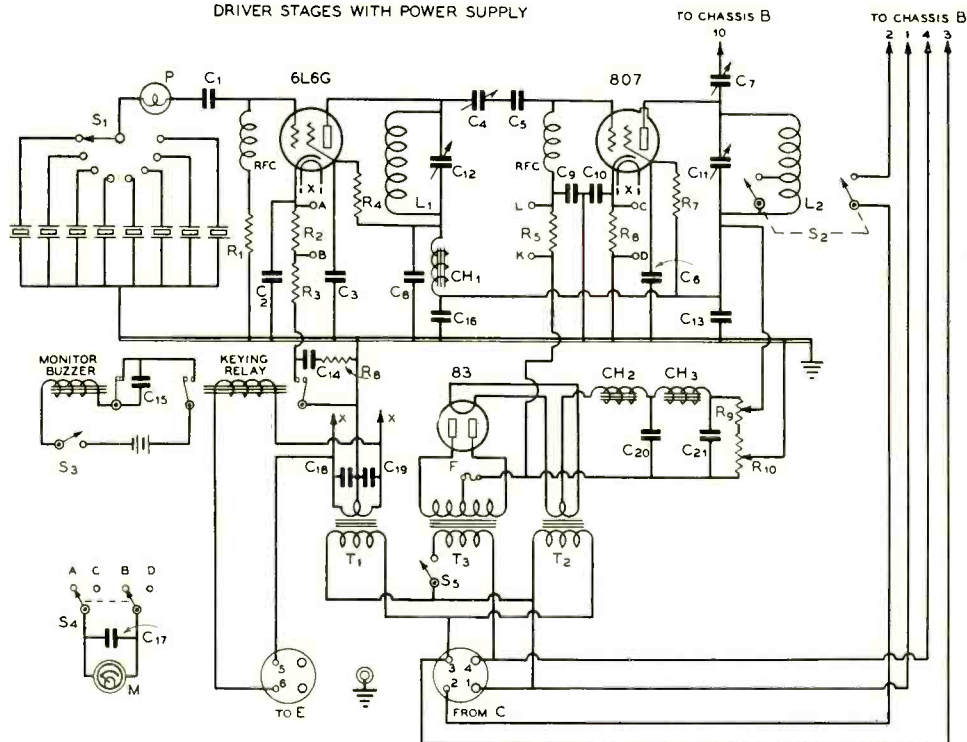 DRIVER STAGES WITH POWER SUPPLY
TO CHASSIS B
10
TO CHASSIS B
2 1 4 3
P
C1
6L6G
807
C7
S1
C4
C5
RFC
C12
RFC
C9
C10
C11
X
X
R4
L1
A
L
C
R7
L2
R1
R2
R5
R8
S2
B
K
D
C2
R3
C3
C8
CH1
C6
C16
C13
MONITOR
BUZZER
KEYING
RELAY
C14
R6
83
CH2
CH3
C15
X
X
R9
S3
C18
C19
F
C20
C21
R10
T1
T3
T2
S5
A C B D
S4
C17
M
5
6
TO E
3 4
2 1
FROM C